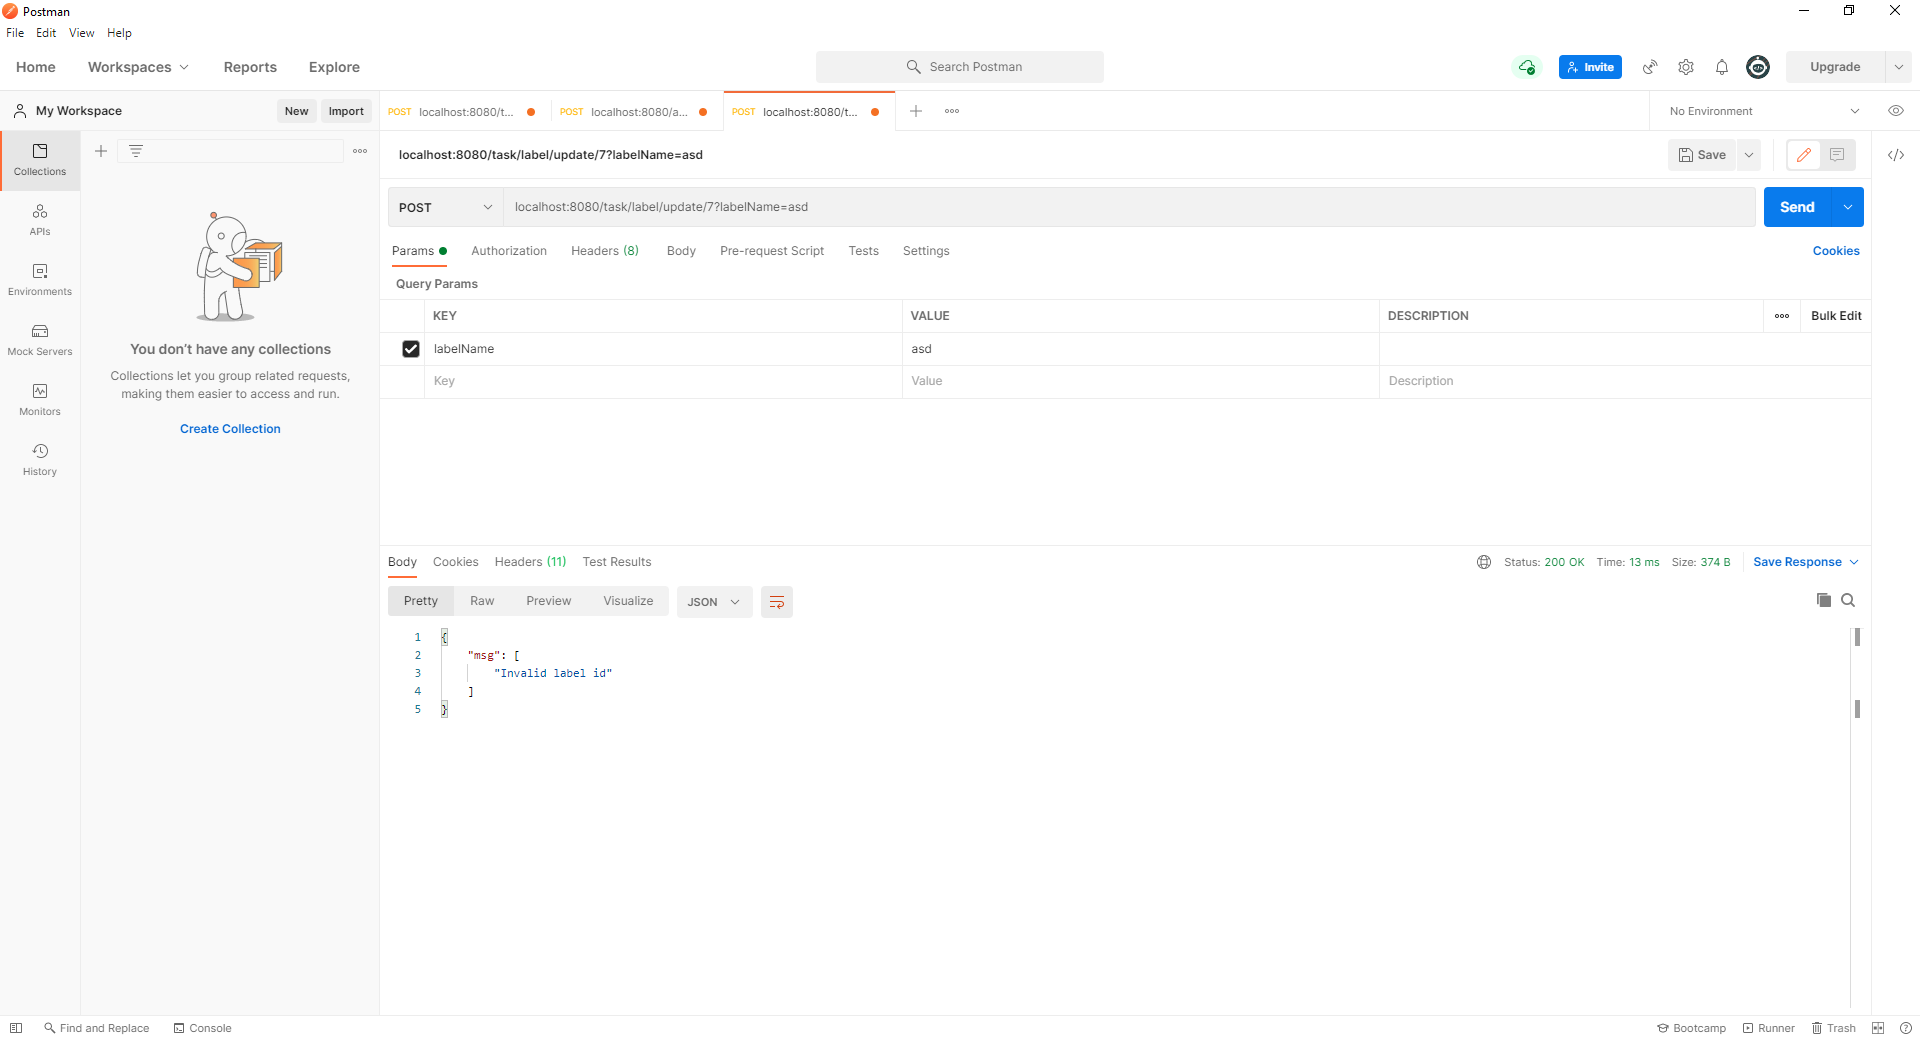 Postman
File Edit View Help
Home Workspaces Reports Explore Search Postman Invite Upgrade
My Workspace New Import POST localhost:8080/t... POST localhost:8080/a... POST localhost:8080/t... No Environment
Collections
APIs
Environments
Mock Servers
Monitors
History
You don't have any collections
Collections let you group related requests,
making them easier to access and run.
Create Collection
localhost:8080/task/label/update/7?labelName=asd Save
POST localhost:8080/task/label/update/7?labelName=asd Send
Params Authorization Headers (8) Body Pre-request Script Tests Settings Cookies
Query Params
KEY VALUE DESCRIPTION Bulk Edit
labelName asd
Key Value Description
Body Cookies Headers (11) Test Results Status: 200 OK Time: 13 ms Size: 374 B Save Response
Pretty Raw Preview Visualize JSON
1 {
2 "msg": [
3 "Invalid label id"
4 ]
5 }
Find and Replace Console Bootcamp Runner Trash